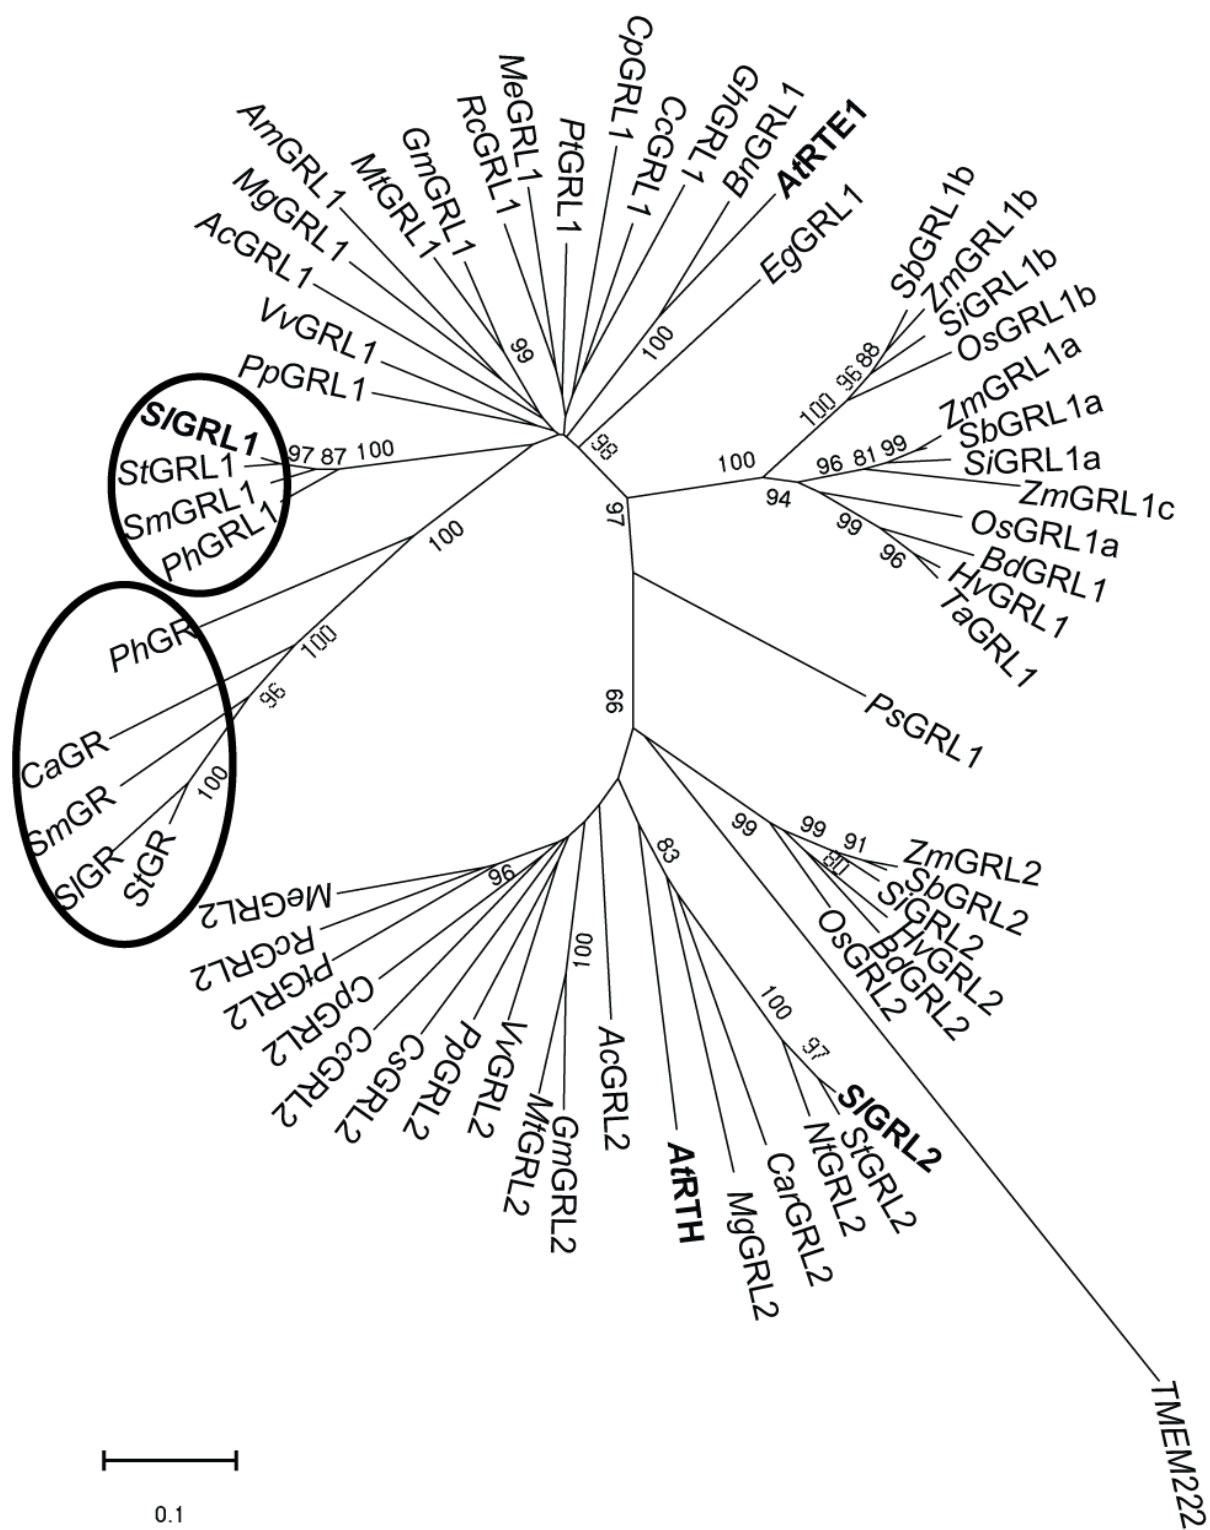 CpGRL1
GhGRL1
MeGRL1
CcGRL1
BnGRL1
RcGRL1
PtGRL1
AtRTE1
AmGRL1
GmGRL1
MtGRL1
MgGRL1
EgGRL1
AcGRL1
SbGRL1b
ZmGRL1b
SiGRL1b
OsGRL1b
VvGRL1
99
100
96
88
PpGRL1
100
ZmGRL1a
SbGRL1a
SlGRL1
97
87
100
98
StGRL1
100
96
81
99
SiGRL1a
SmGRL1
94
ZmGRL1c
PhGRL1
97
99
OsGRL1a
100
96
BdGRL1
HvGRL1
TaGRL1
PhGR
100
96
66
PsGRL1
CaGR
SmGR
100
SlGR
StGR
99
99
91
80
ZmGRL2
SbGRL2
SiGRL2
HvGRL2
BdGRL2
OsGRL2
83
96
MeGRL2
RcGRL2
PtGRL2
CpGRL2
CcGRL2
CsGRL2
PpGRL2
VvGRL2
100
MtGRL2
GmGRL2
AcGRL2
AtRTH
MgGRL2
CarGRL2
NtGRL2
100
97
StGRL2
SlGRL2
TMEM222
0.1